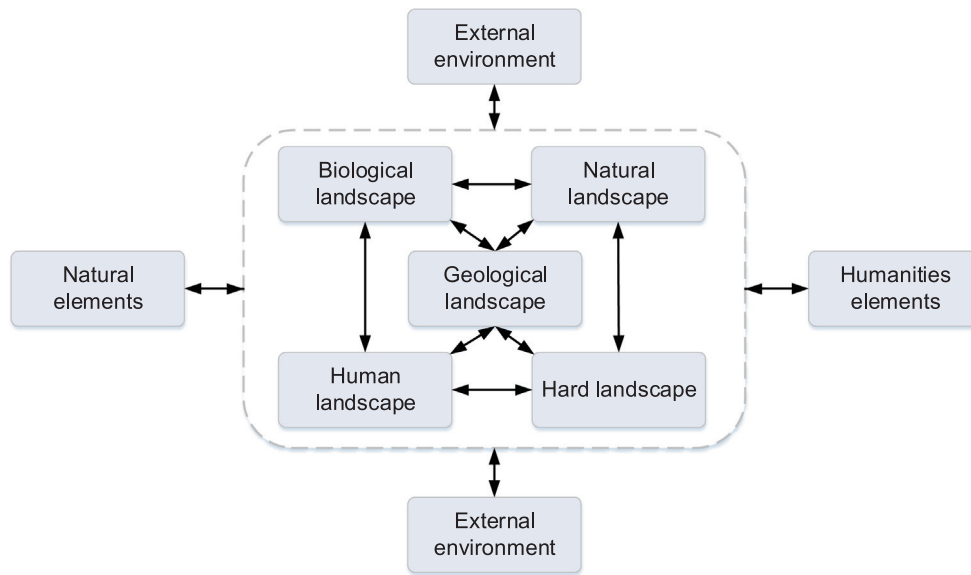 External
environment
Biological
landscape
Natural
landscape
Natural
elements
Geological
landscape
Humanities
elements
Human
landscape
Hard landscape
External
environment